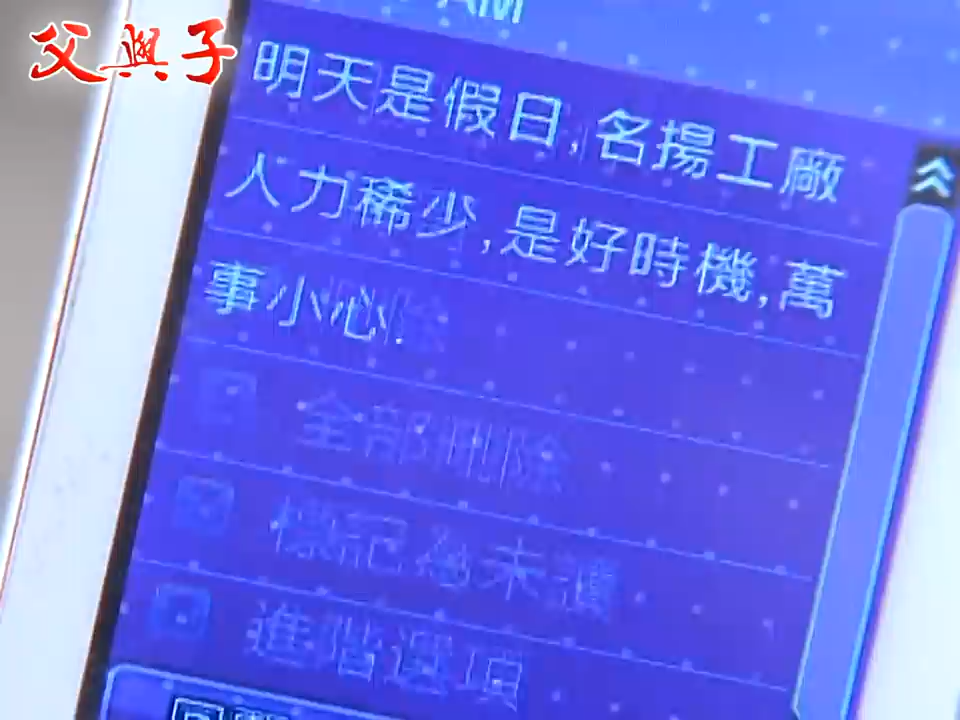 父與子
AM
明天是假日,名揚工廠
人力稀少,是好時機,萬
事小心.
全部刪除
標記為未讀
進階選項